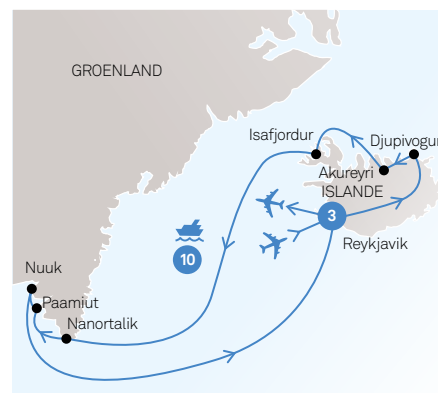 GROENLAND
Isafjordur
Djupivogur
Akureyri
ISLANDE
3
Reykjavik
10
Nuuk
Paamiut
Nanortalik